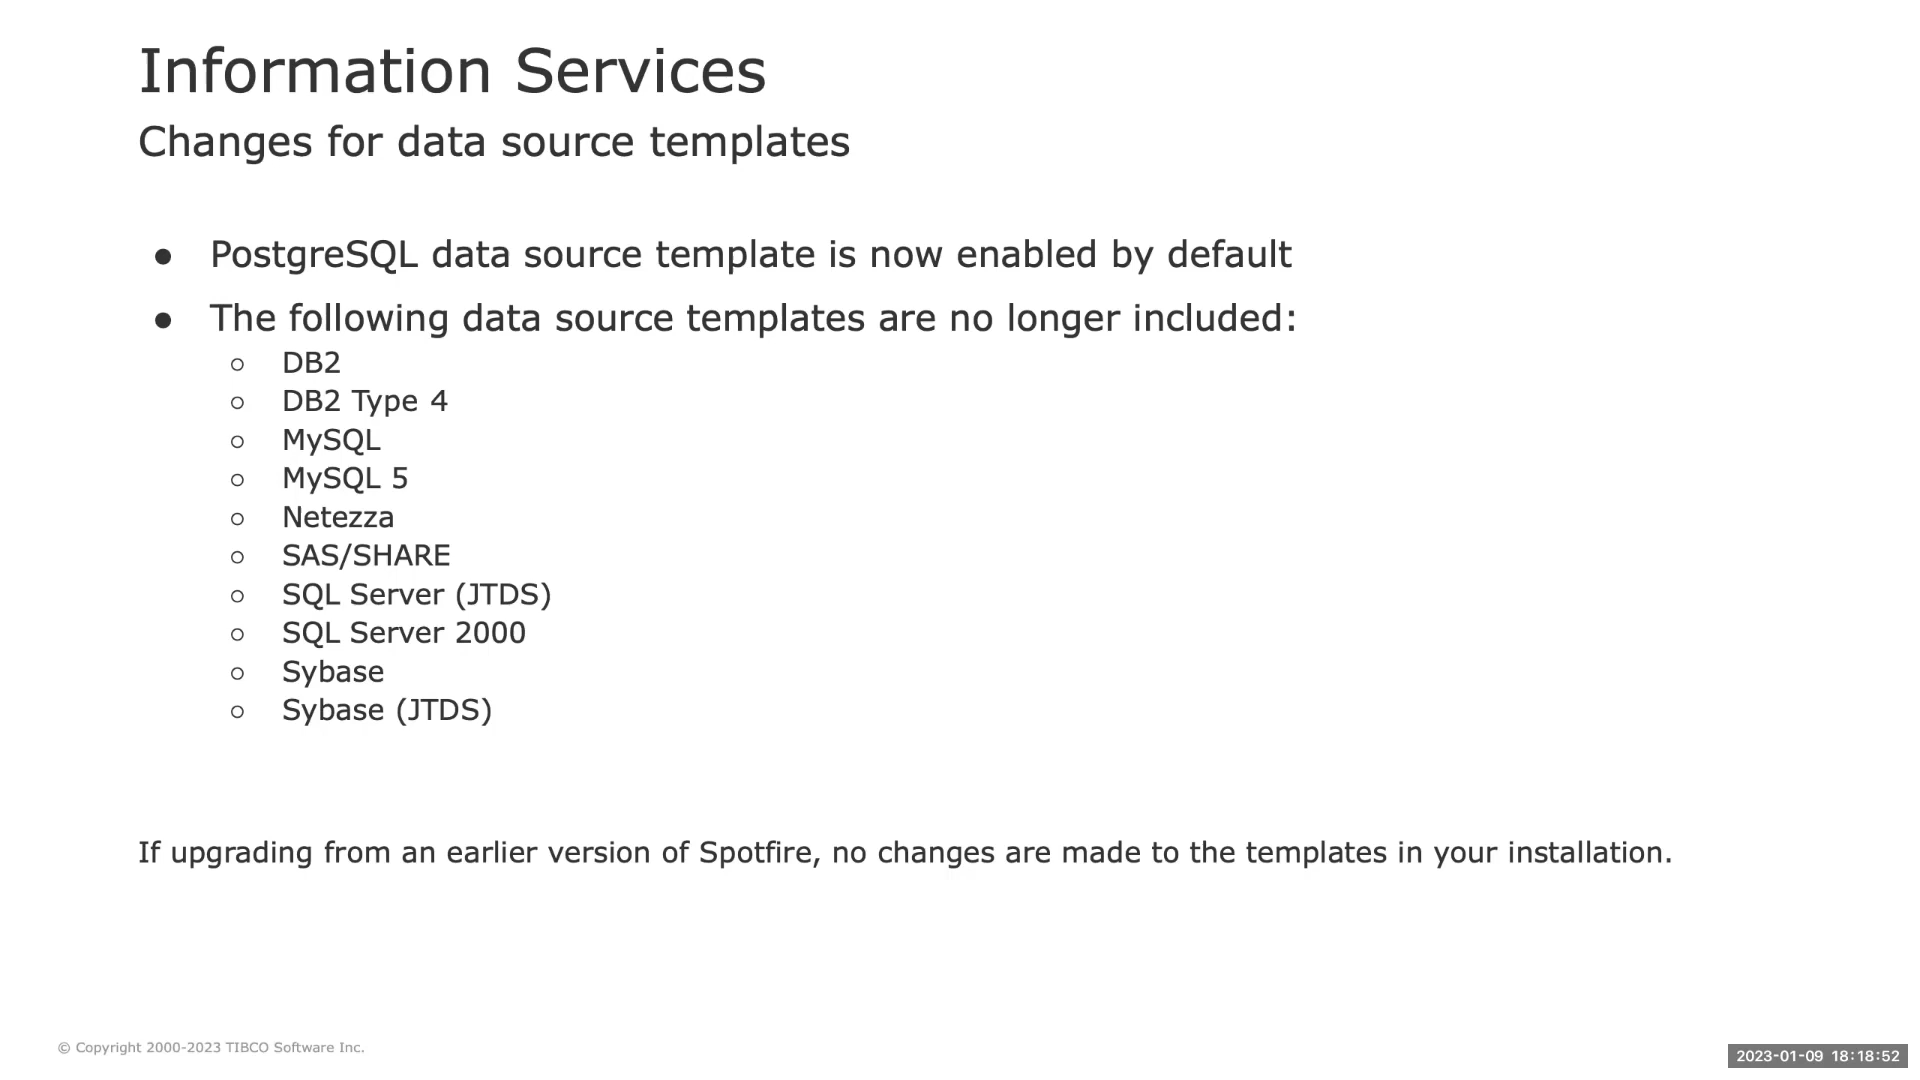 Information Services
Changes for data source templates
● PostgreSQL data source template is now enabled by default
● The following data source templates are no longer included:
○ DB2
○ DB2 Type 4
○ MySQL
○ MySQL 5
○ Netezza
○ SAS/SHARE
○ SQL Server (JTDS)
○ SQL Server 2000
○ Sybase
○ Sybase (JTDS)
If upgrading from an earlier version of Spotfire, no changes are made to the templates in your installation.
© Copyright 2000-2023 TIBCO Software Inc.
2023-01-09 18:18:52